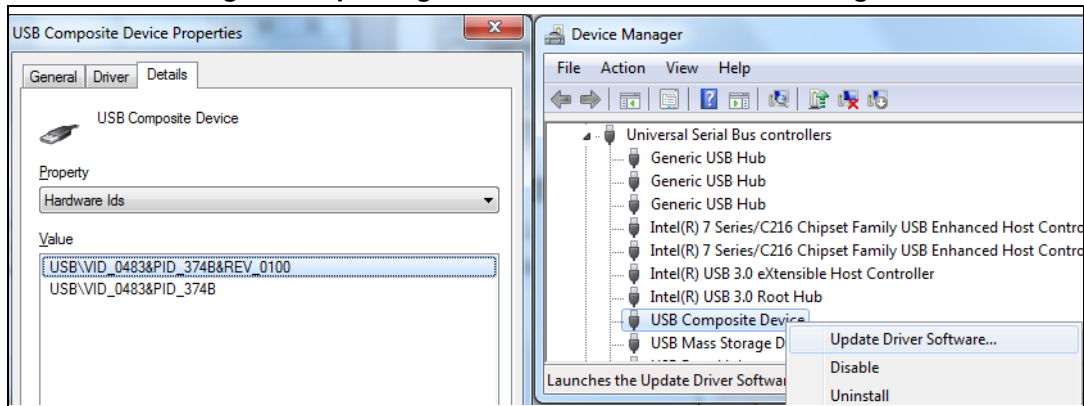 USB Composite Device Properties
General
Driver
Details
USB Composite Device
Property
Hardware Ids
Value
USB\VID_0483&PID_374B&REV_0100
USB\VID_0483&PID_374B
Device Manager
File Action View Help
Universal Serial Bus controllers
Generic USB Hub
Generic USB Hub
Generic USB Hub
Intel(R) 7 Series/C216 Chipset Family USB Enhanced Host Contro
Intel(R) 7 Series/C216 Chipset Family USB Enhanced Host Contro
Intel(R) USB 3.0 eXtensible Host Controller
Intel(R) USB 3.0 Root Hub
USB Composite Device
USB Mass Storage D
Launches the Update Driver Softwar
Update Driver Software...
Disable
Uninstall